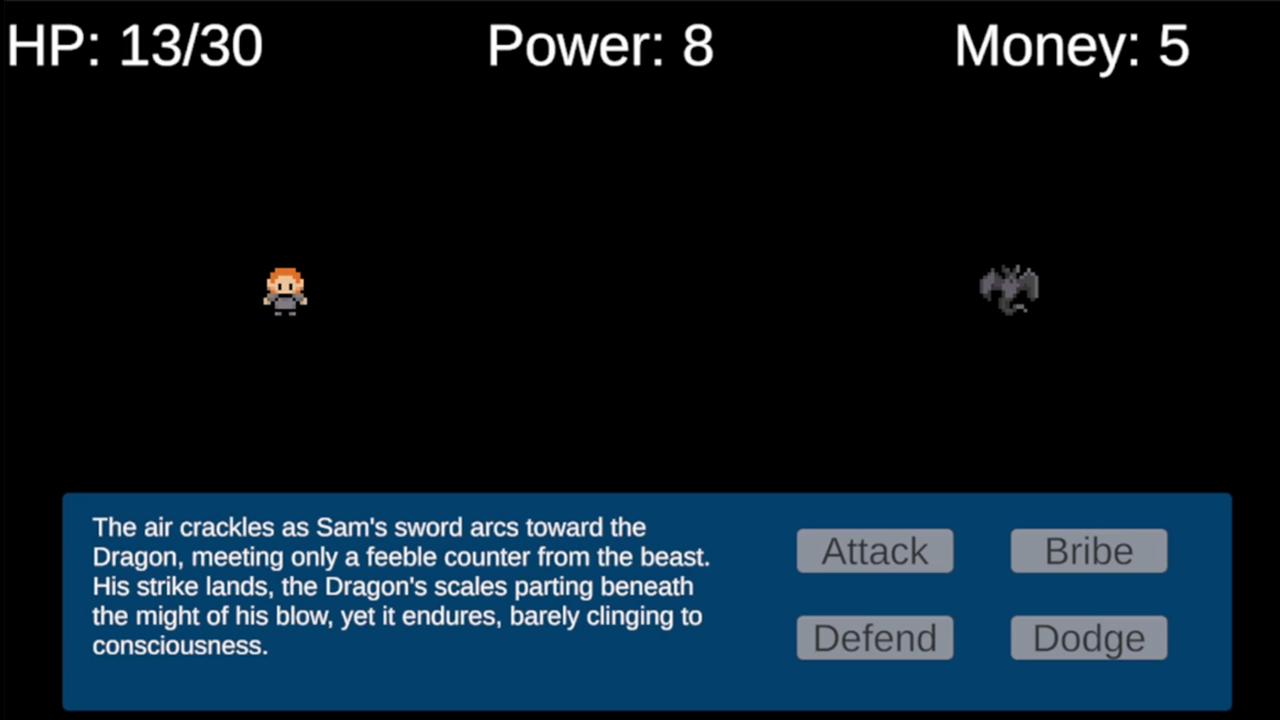 HP: 13/30 Power: 8 Money: 5
The air crackles as Sam's sword arcs toward the
Dragon, meeting only a feeble counter from the beast.
His strike lands, the Dragon's scales parting beneath
the might of his blow, yet it endures, barely clinging to
consciousness.
Attack Bribe
Defend Dodge